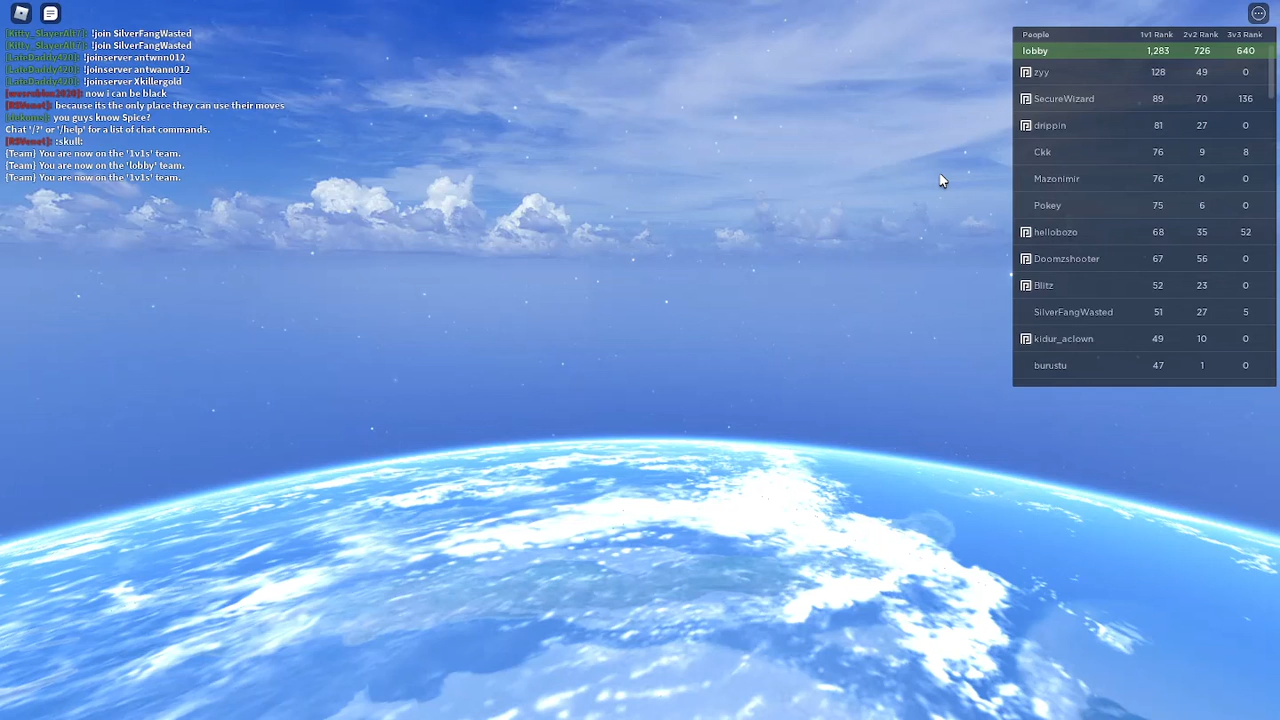 [Kitty_SlayerAlt7]: !join SilverFangWasted
[Kitty_SlayerAlt7]: !join SilverFangWasted
[LateDaddy420]: !joinserver antwnn012
[LateDaddy420]: !joinserver antwann012
[LateDaddy420]: !joinserver Xkillergold
now i can be black
[RSVenet]: because its the only place they can use their moves
you guys know Spice?
Chat '/?' or '/help' for a list of chat commands.
[RSVenet]: :skull:
{Team} You are now on the '1v1s' team.
{Team} You are now on the 'lobby' team.
{Team} You are now on the '1v1s' team.
People 1v1 Rank 2v2 Rank 3v3 Rank
lobby 1,283 726 640
zyy 128 49 0
SecureWizard 89 70 136
drippin 81 27 0
Ckk 76 9 8
Mazonimir 76 0 0
Pokey 75 6 0
hellobozo 68 35 52
Doomzshooter 67 56 0
Blitz 52 23 0
SilverFangWasted 51 27 5
kidur_aclown 49 10 0
burustu 47 1 0